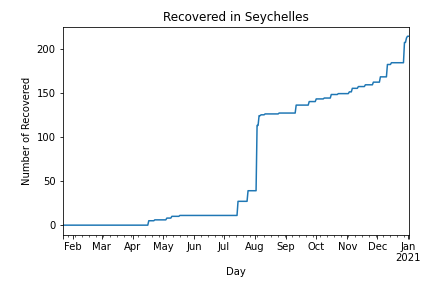 Recovered in Seychelles
Number of Recovered
200
150
100
50
0
Feb Mar Apr May Jun Jul Aug Sep Oct Nov Dec Jan
2021
Day